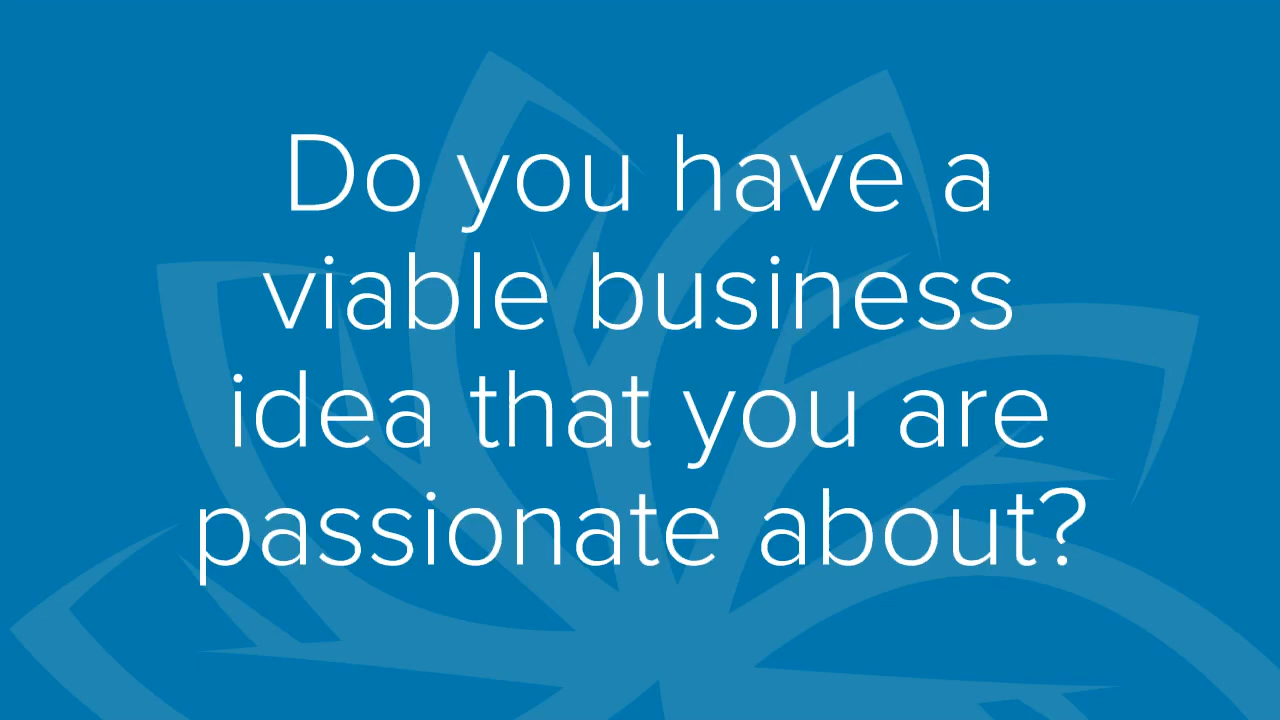 Do you have a
viable business
idea that you are
passionate about?